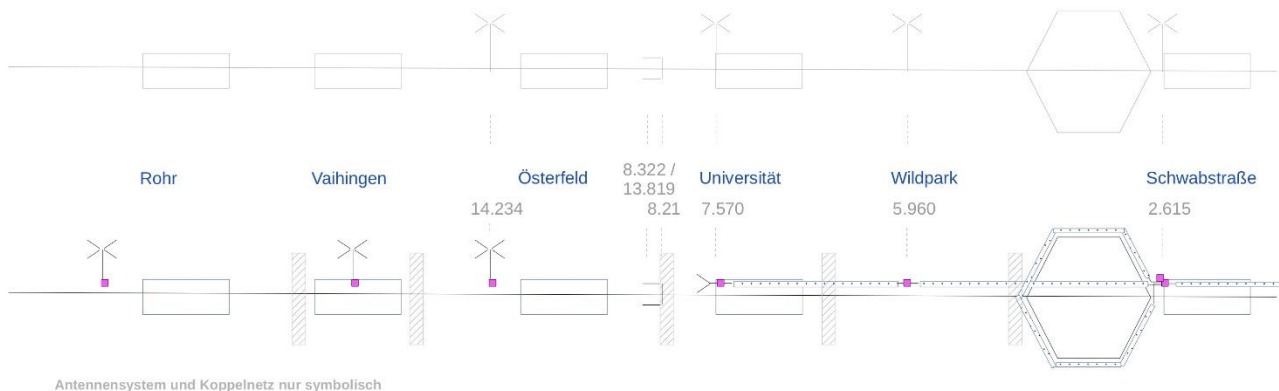 Rohr Vaihingen Österfeld 8.322 / Universität Wildpark Schwabstraße
13.819
14.234 8.21 7.570 5.960 2.615
Antennensystem und Koppelnetz nur symbolisch